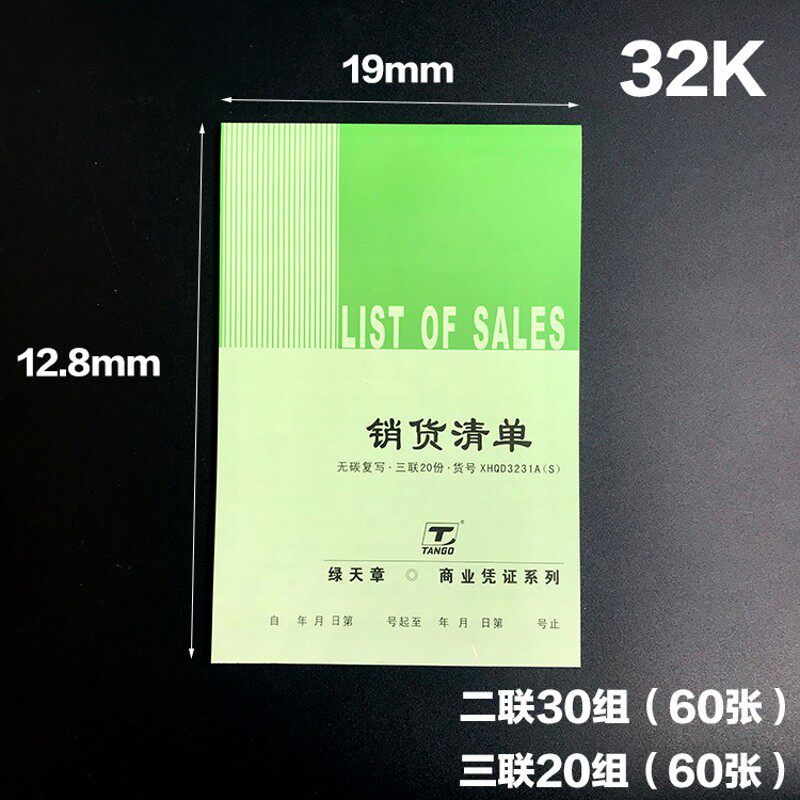 32K
19mm
12.8mm
LIST OF SALES
销货清单
无碳复写·三联20份·货号 XHQD3231A(S)
TANGO®
绿天章 ◎ 商业凭证系列
自 年 月 日第 号起至 年 月 日第 号止
二联30组（60张）
三联20组（60张）